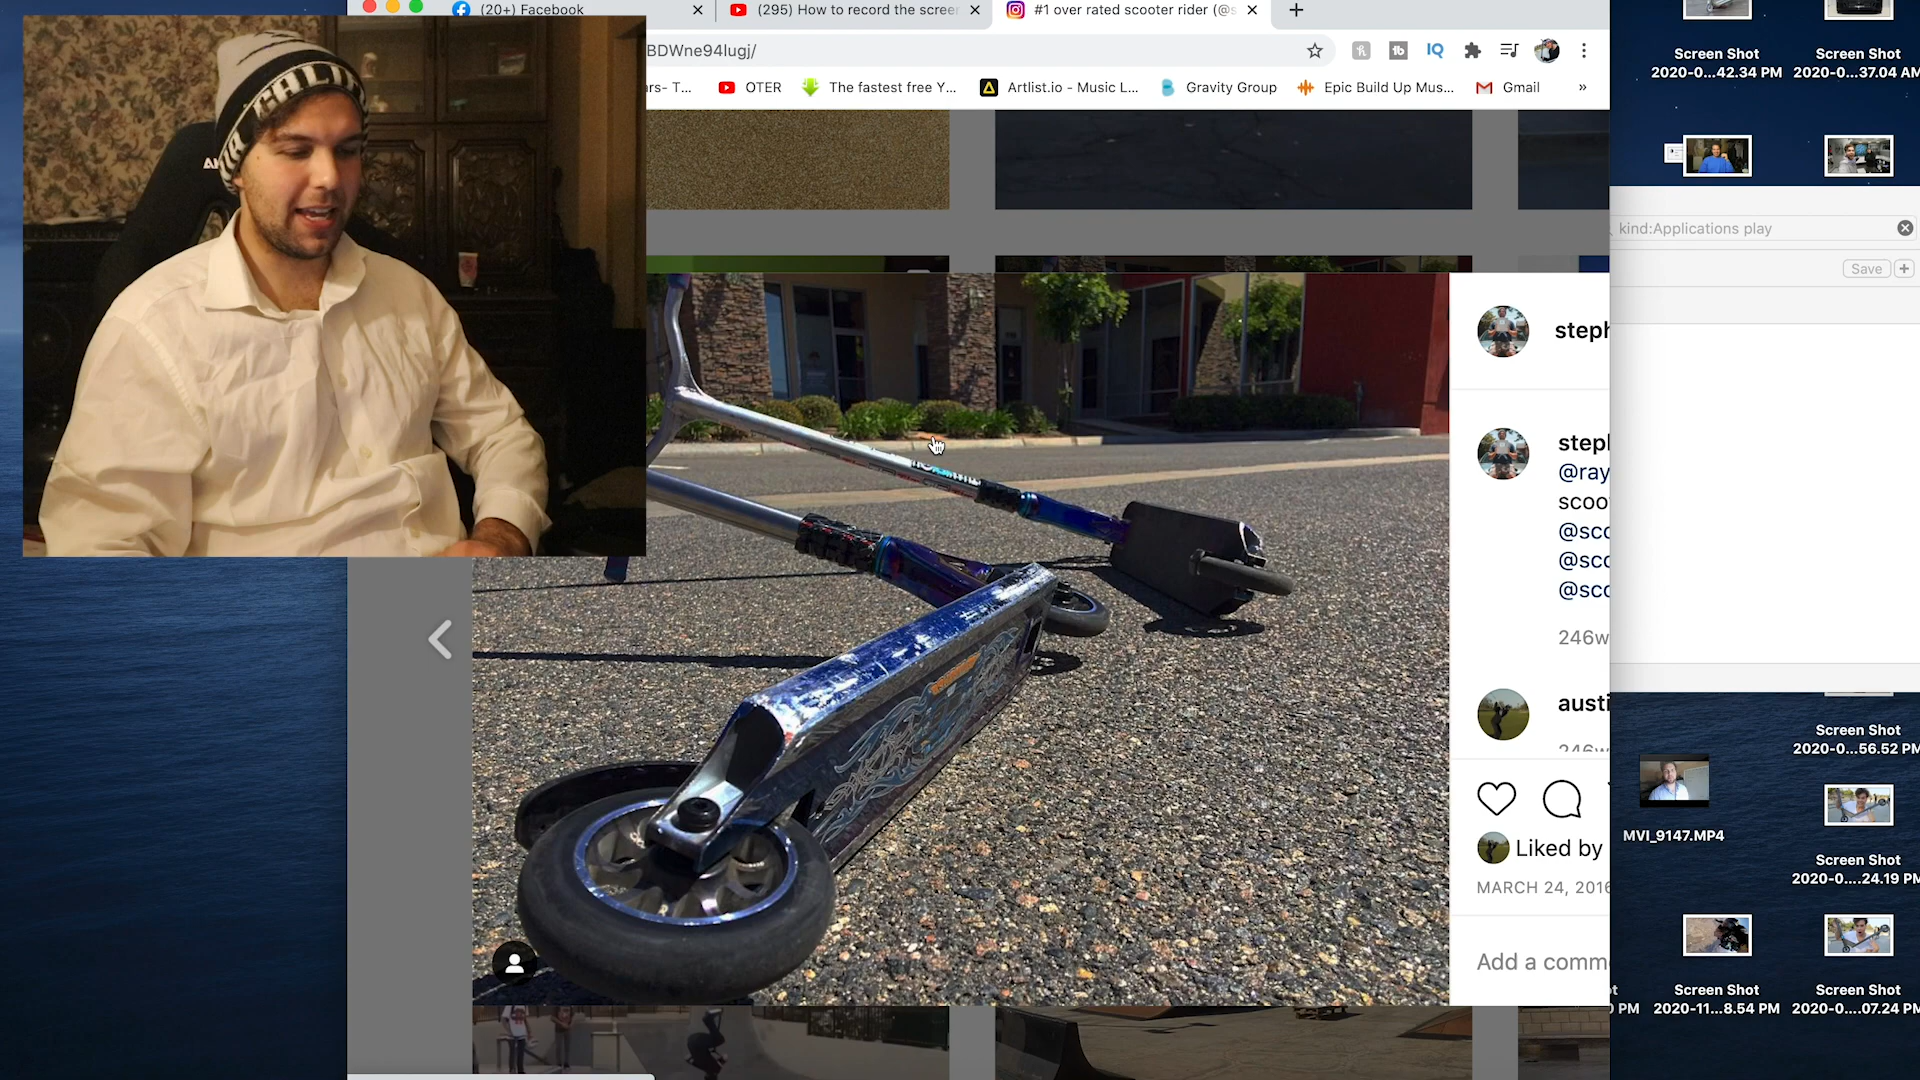 (20+) Facebook
(295) How to record the screen
#1 over rated scooter rider (@s
BDWne94lugj/
rs- T...
OTER
The fastest free Y...
Artlist.io - Music L...
Gravity Group
Epic Build Up Mus...
Gmail
»
Screen Shot
2020-0...42.34 PM
Screen Shot
2020-0...37.04 AM
kind:Applications play
Save
steph
step
@ray
scoo
@sco
@sco
@sco
246w
austi
246w
Liked by
MARCH 24, 2016
Add a comm
MVI_9147.MP4
Screen Shot
2020-0....56.52 PM
Screen Shot
2020-0....24.19 PM
PM
Screen Shot
2020-11...8.54 PM
Screen Shot
2020-0....07.24 PM